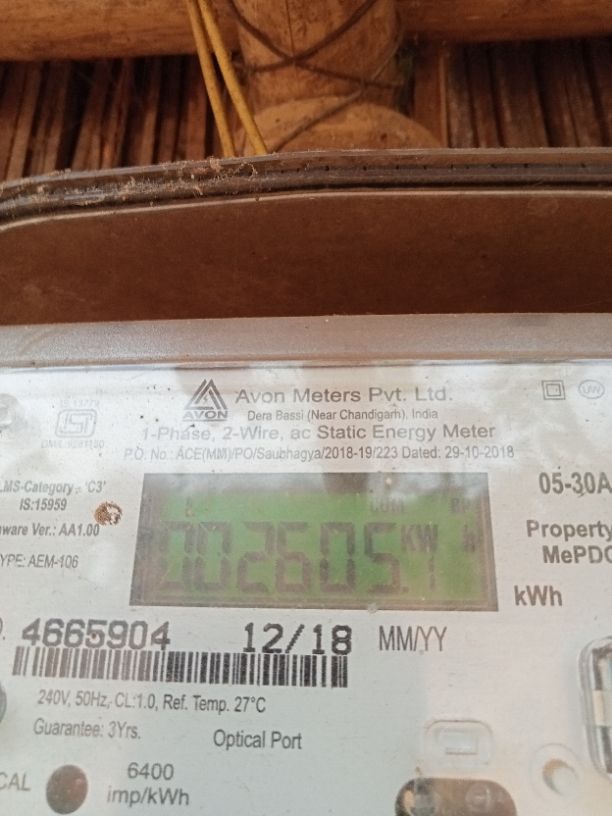 Avon Meters Pvt. Ltd.
AVON
Dera Bassi (Near Chandigarh), India
1-Phase, 2-Wire, ac Static Energy Meter
P.O. No.: ACE(MM)/PO/Saubhagya/2018-19/223 Dated: 29-10-2018
LMS-Category - 'C3'
IS:15959
ware Ver.: AA1.00
YPE: AEM-106
CUM
002605.1 kW h
05-30A
Property
MePDC
kWh
4665904 12/18 MM/YY
240V, 50Hz, CL:1.0, Ref. Temp. 27°C
Guarantee: 3Yrs.
Optical Port
CAL
6400
imp/kWh